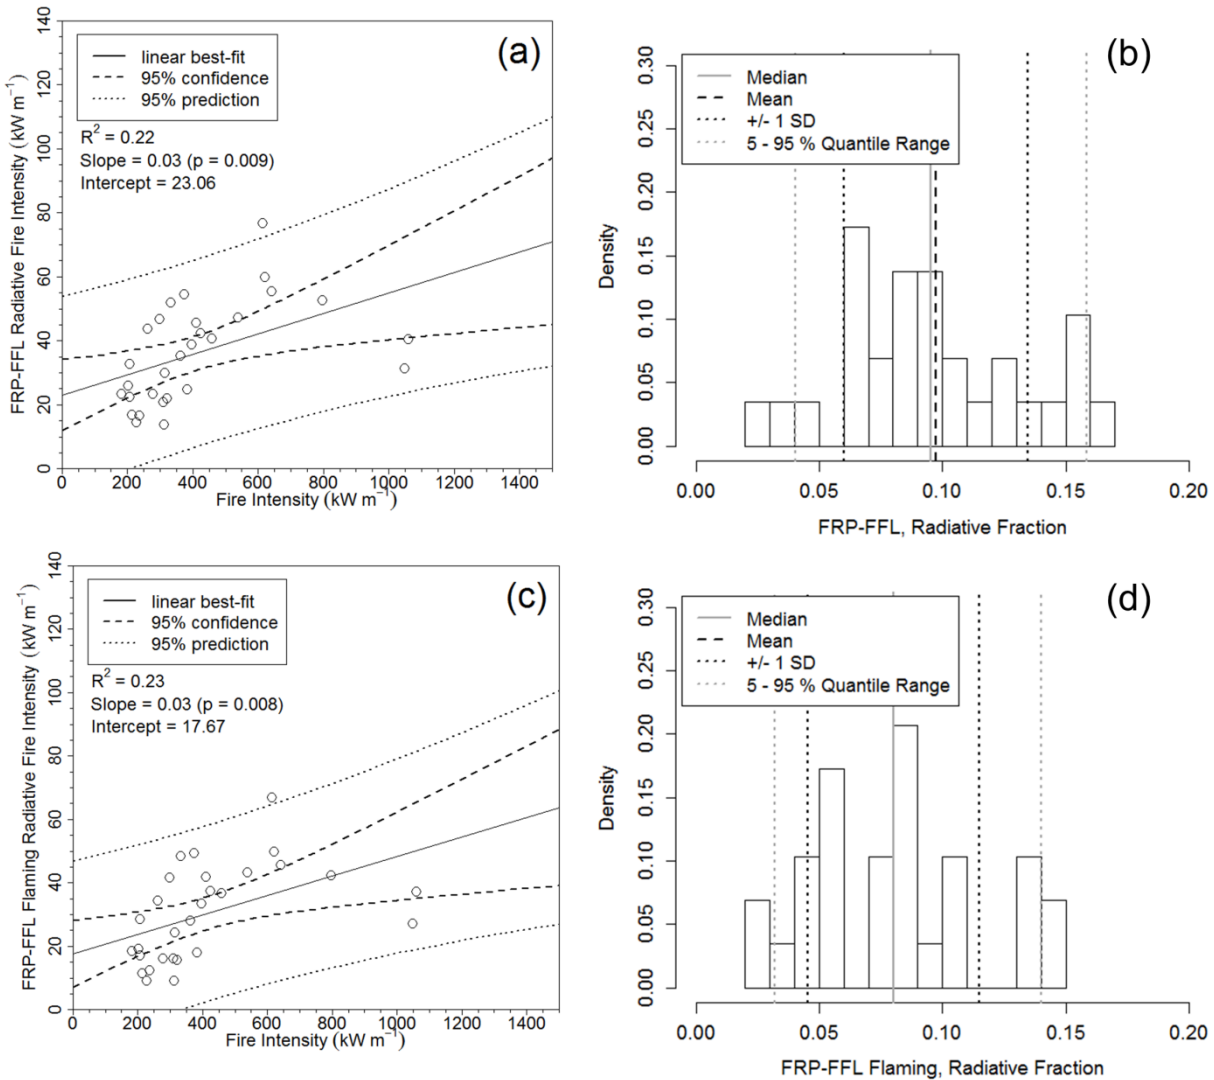 (a)
linear best-fit
95% confidence
95% prediction
R² = 0.22
Slope = 0.03 (p = 0.009)
Intercept = 23.06
FRP-FFL Radiative Fire Intensity (kW m⁻¹)
0 20 40 60 80 100 120 140
0 200 400 600 800 1000 1200 1400
Fire Intensity (kW m⁻¹)
(b)
Median
Mean
+/- 1 SD
5 - 95 % Quantile Range
Density
0.00 0.05 0.10 0.15 0.20 0.25 0.30
0.00 0.05 0.10 0.15 0.20
FRP-FFL, Radiative Fraction
(c)
linear best-fit
95% confidence
95% prediction
R² = 0.23
Slope = 0.03 (p = 0.008)
Intercept = 17.67
FRP-FFL Flaming Radiative Fire Intensity (kW m⁻¹)
0 20 40 60 80 100 120 140
0 200 400 600 800 1000 1200 1400
Fire Intensity (kW m⁻¹)
(d)
Median
Mean
+/- 1 SD
5 - 95 % Quantile Range
Density
0.00 0.05 0.10 0.15 0.20 0.25 0.30
0.00 0.05 0.10 0.15 0.20
FRP-FFL Flaming, Radiative Fraction